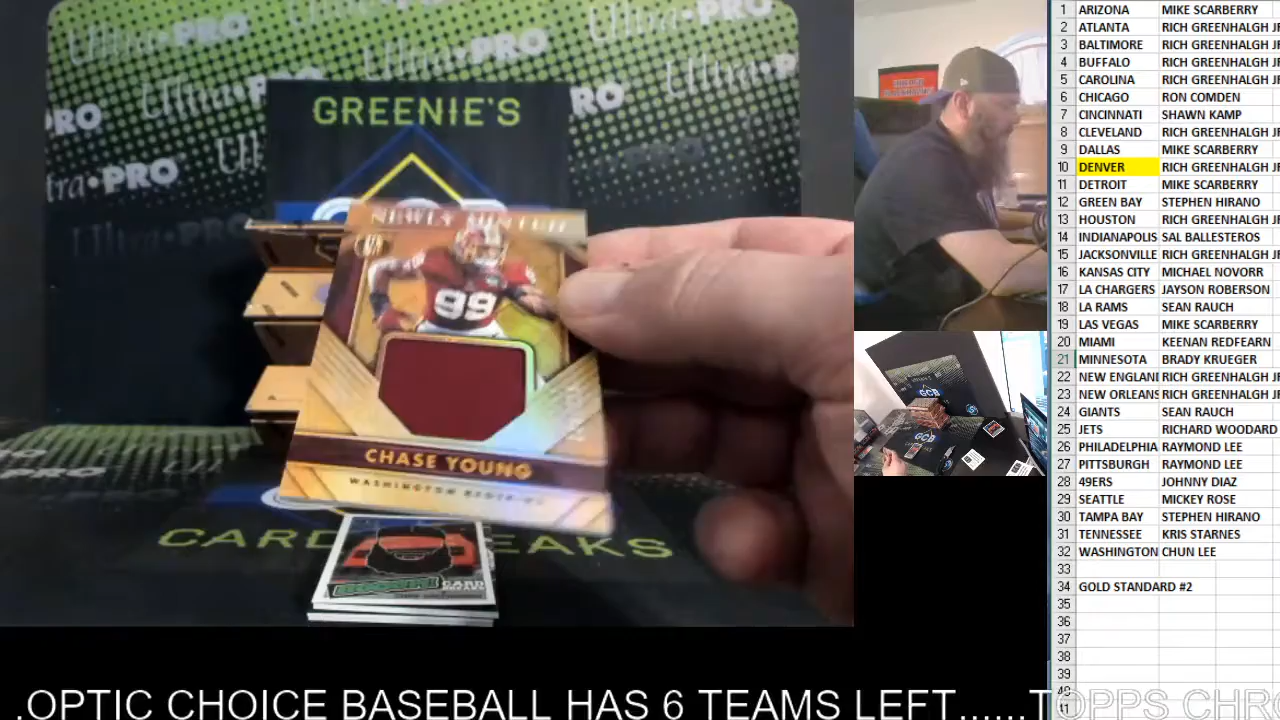 Ultra•PRO
Ultra•PRO
GREENIE'S
NEWLY MINTED
99
CHASE YOUNG
WASHINGTON
CARD
EAKS
CARD
GCB
GCB
1 ARIZONA MIKE SCARBERRY
2 ATLANTA RICH GREENHALGH JR
3 BALTIMORE RICH GREENHALGH JR
4 BUFFALO RICH GREENHALGH JR
5 CAROLINA RICH GREENHALGH JR
6 CHICAGO RON COMDEN
7 CINCINNATI SHAWN KAMP
8 CLEVELAND RICH GREENHALGH JR
9 DALLAS MIKE SCARBERRY
10 DENVER RICH GREENHALGH JR
11 DETROIT MIKE SCARBERRY
12 GREEN BAY STEPHEN HIRANO
13 HOUSTON RICH GREENHALGH JR
14 INDIANAPOLIS SAL BALLESTEROS
15 JACKSONVILLE RICH GREENHALGH JR
16 KANSAS CITY MICHAEL NOVORR
17 LA CHARGERS JAYSON ROBERSON
18 LA RAMS SEAN RAUCH
19 LAS VEGAS MIKE SCARBERRY
20 MIAMI KEENAN REDFEARN
21 MINNESOTA BRADY KRUEGER
22 NEW ENGLAND RICH GREENHALGH JR
23 NEW ORLEANS RICH GREENHALGH JR
24 GIANTS SEAN RAUCH
25 JETS RICHARD WOODARD
26 PHILADELPHIA RAYMOND LEE
27 PITTSBURGH RAYMOND LEE
28 49ERS JOHNNY DIAZ
29 SEATTLE MICKEY ROSE
30 TAMPA BAY STEPHEN HIRANO
31 TENNESSEE KRIS STARNES
32 WASHINGTON CHUN LEE
33
34 GOLD STANDARD #2
35
36
37
38
39
40
41
.OPTIC CHOICE BASEBALL HAS 6 TEAMS LEFT......TOPPS CHRO